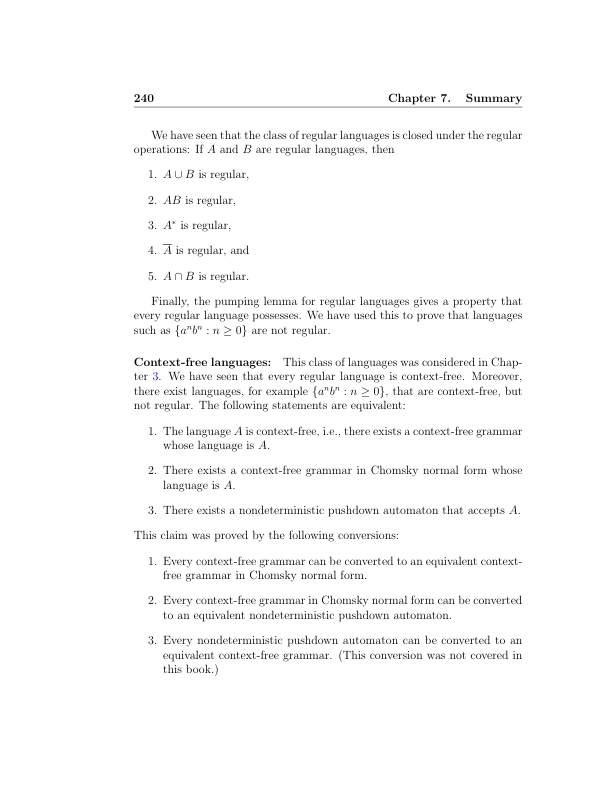 240 Chapter 7. Summary
We have seen that the class of regular languages is closed under the regular
operations: If A and B are regular languages, then
1. A ∪ B is regular,
2. AB is regular,
3. A* is regular,
4. A̅ is regular, and
5. A ∩ B is regular.
Finally, the pumping lemma for regular languages gives a property that
every regular language possesses. We have used this to prove that languages
such as {aⁿbⁿ : n ≥ 0} are not regular.
Context-free languages: This class of languages was considered in Chap-
ter 3. We have seen that every regular language is context-free. Moreover,
there exist languages, for example {aⁿbⁿ : n ≥ 0}, that are context-free, but
not regular. The following statements are equivalent:
1. The language A is context-free, i.e., there exists a context-free grammar
whose language is A.
2. There exists a context-free grammar in Chomsky normal form whose
language is A.
3. There exists a nondeterministic pushdown automaton that accepts A.
This claim was proved by the following conversions:
1. Every context-free grammar can be converted to an equivalent context-
free grammar in Chomsky normal form.
2. Every context-free grammar in Chomsky normal form can be converted
to an equivalent nondeterministic pushdown automaton.
3. Every nondeterministic pushdown automaton can be converted to an
equivalent context-free grammar. (This conversion was not covered in
this book.)